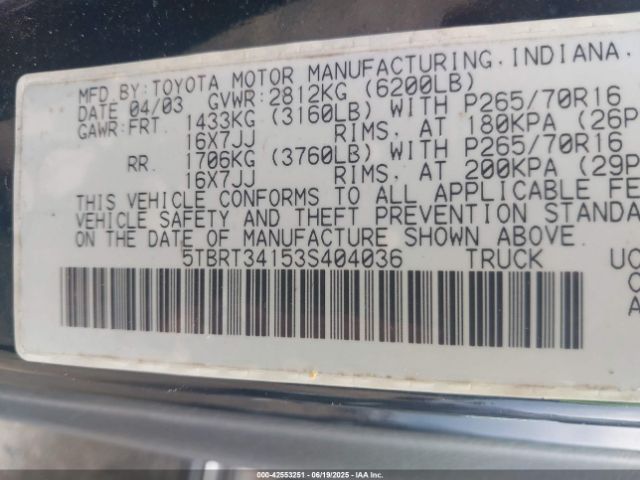 MFD.BY:TOYOTA MOTOR MANUFACTURING,INDIANA,
DATE 04/03 GVWR:2812KG (6200LB)
GAWR:FRT 1433KG (3160LB) WITH P265/70R16
16X7JJ RIMS. AT 180KPA (26P
RR. 1706KG (3760LB) WITH P265/70R16
16X7JJ RIMS. AT 200KPA (29P
THIS VEHICLE CONFORMS TO ALL APPLICABLE FE
VEHICLE SAFETY AND THEFT PREVENTION STANDA
ON THE DATE OF MANUFACTURE SHOWN ABOVE.
5TBRT34153S404036 TRUCK UC
C
A
000-42553251 - 06/19/2025 - IAA, Inc.